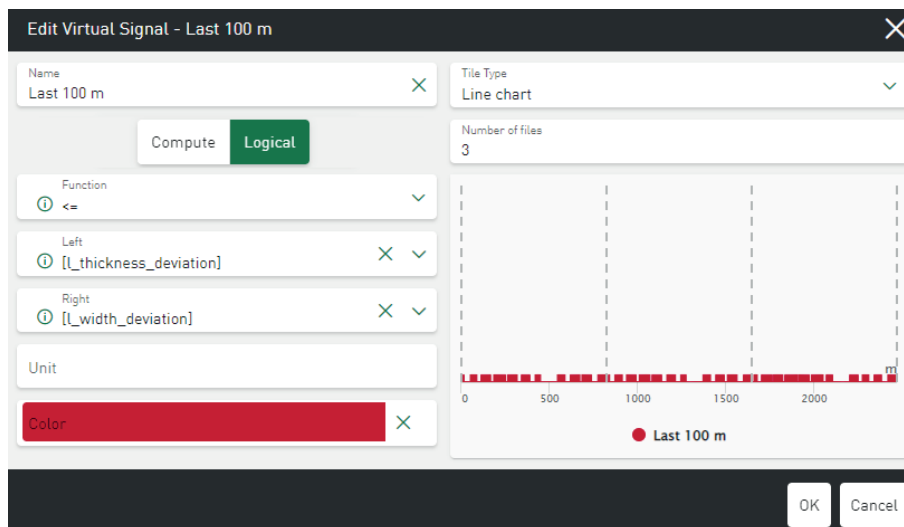 Edit Virtual Signal - Last 100 m
Name
Last 100 m
Compute
Logical
Function
<=
Left
[l_thickness_deviation]
Right
[l_width_deviation]
Unit
Color
Tile Type
Line chart
Number of files
3
m
0 500 1000 1500 2000
Last 100 m
OK
Cancel